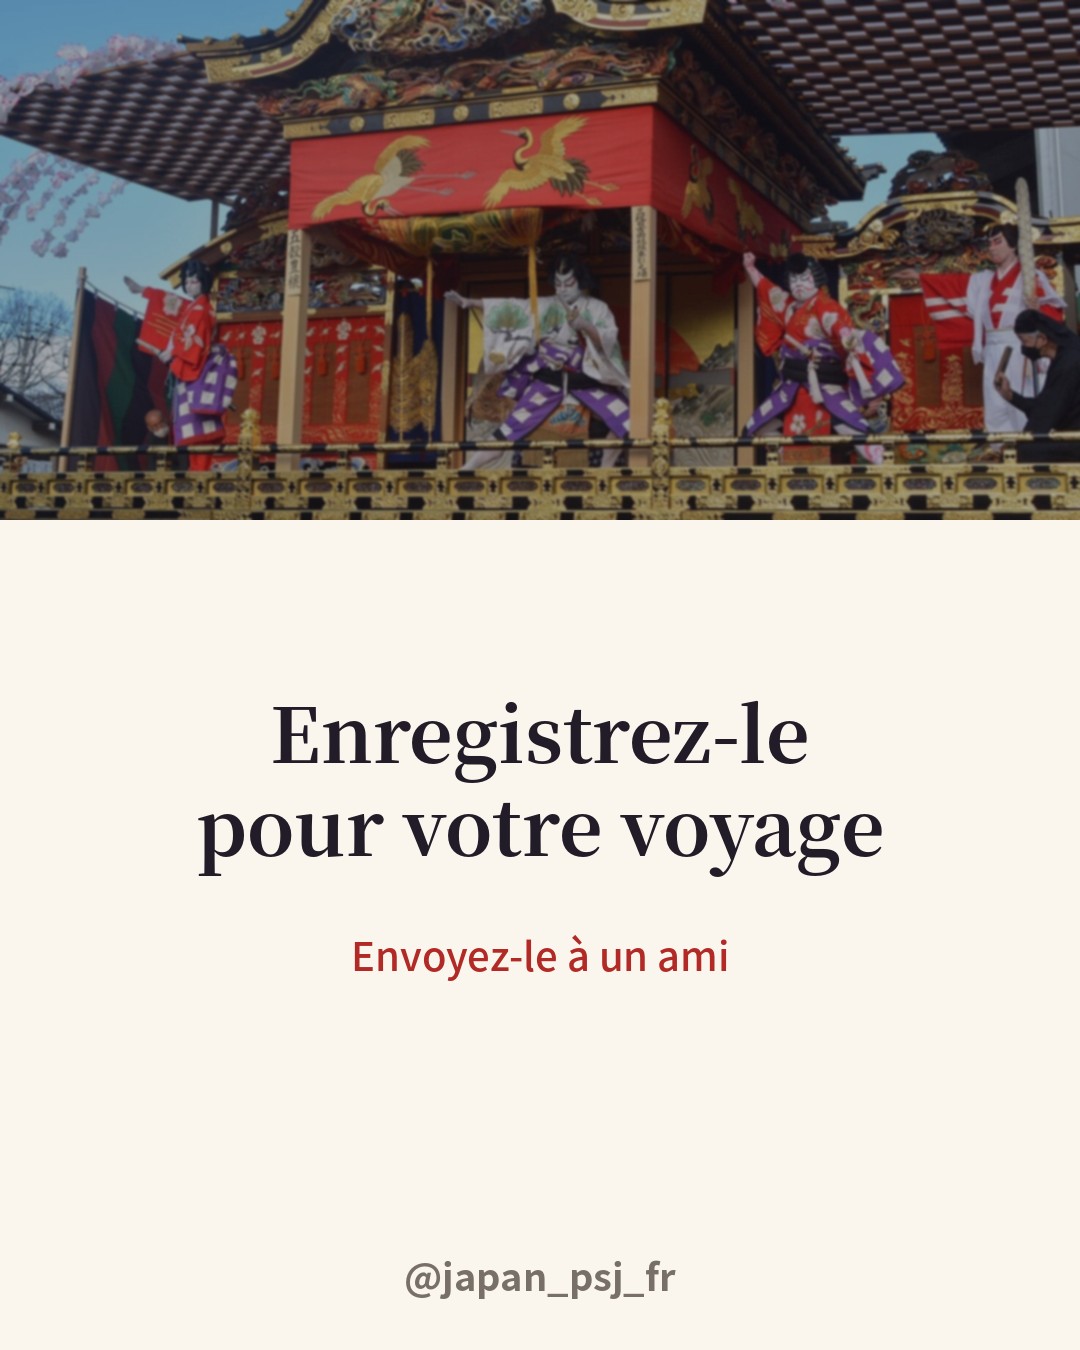 Enregistrez-le
pour votre voyage
Envoyez-le à un ami
@japan_psj_fr